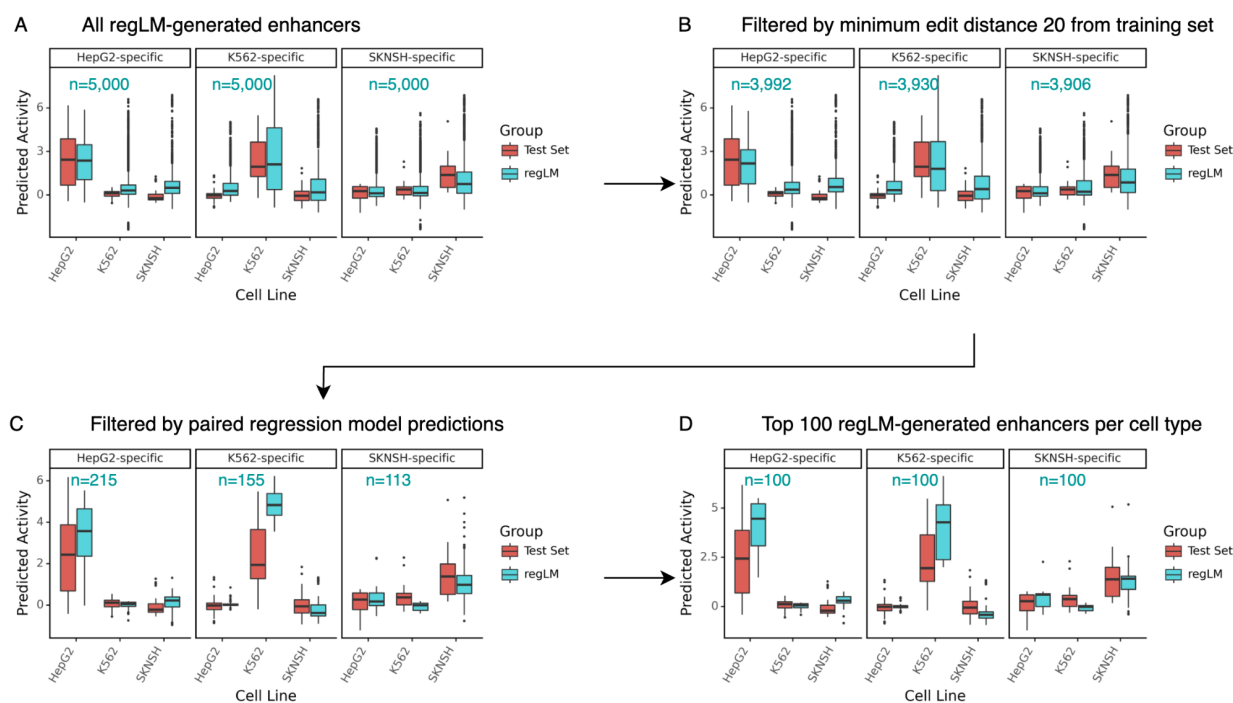 A All regLM-generated enhancers
HepG2-specific K562-specific SKNSH-specific
n=5,000 n=5,000 n=5,000
Predicted Activity
6
3
0
HepG2 K562 SKNSH HepG2 K562 SKNSH HepG2 K562 SKNSH
Cell Line
Group
Test Set
regLM
B Filtered by minimum edit distance 20 from training set
HepG2-specific K562-specific SKNSH-specific
n=3,992 n=3,930 n=3,906
Predicted Activity
6
3
0
HepG2 K562 SKNSH HepG2 K562 SKNSH HepG2 K562 SKNSH
Cell Line
Group
Test Set
regLM
C Filtered by paired regression model predictions
HepG2-specific K562-specific SKNSH-specific
n=215 n=155 n=113
Predicted Activity
6
4
2
0
HepG2 K562 SKNSH HepG2 K562 SKNSH HepG2 K562 SKNSH
Cell Line
Group
Test Set
regLM
D Top 100 regLM-generated enhancers per cell type
HepG2-specific K562-specific SKNSH-specific
n=100 n=100 n=100
Predicted Activity
5
2.5
0
HepG2 K562 SKNSH HepG2 K562 SKNSH HepG2 K562 SKNSH
Cell Line
Group
Test Set
regLM